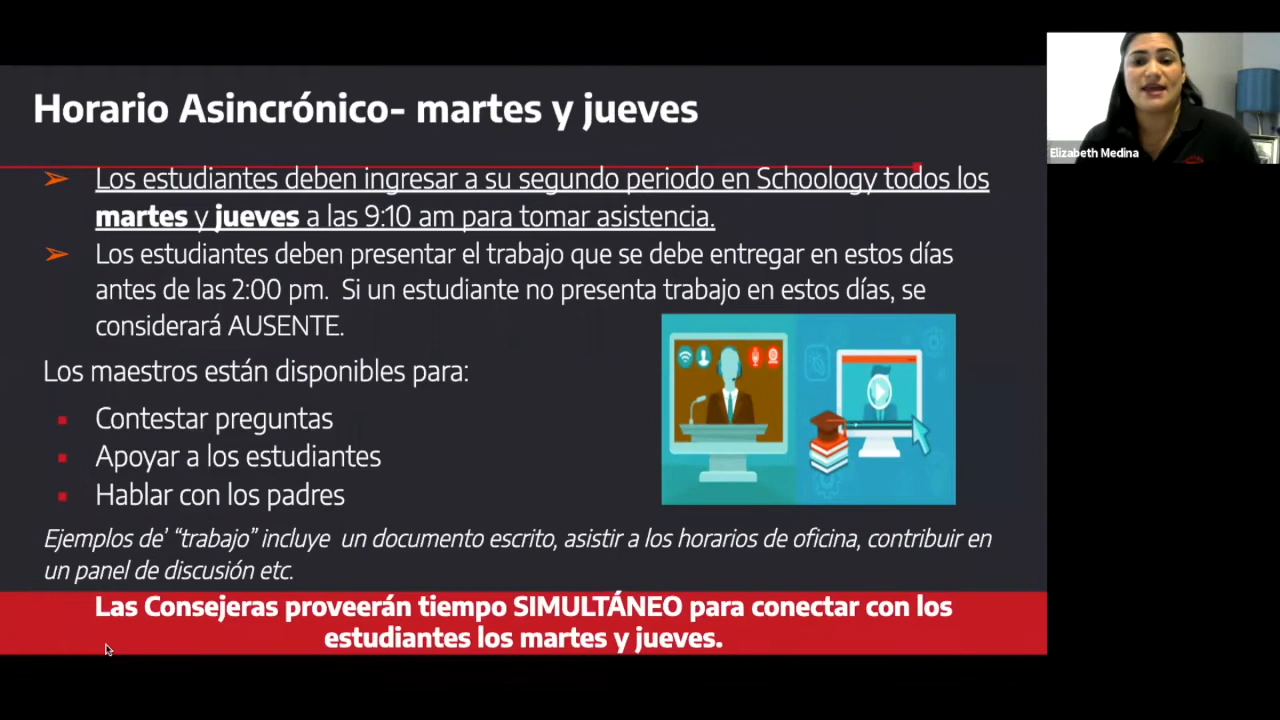 Horario Asincrónico- martes y jueves
Elizabeth Medina
➢ Los estudiantes deben ingresar a su segundo periodo en Schoology todos los
martes y jueves a las 9:10 am para tomar asistencia.
➢ Los estudiantes deben presentar el trabajo que se debe entregar en estos días
antes de las 2:00 pm. Si un estudiante no presenta trabajo en estos días, se
considerará AUSENTE.
Los maestros están disponibles para:
▪ Contestar preguntas
▪ Apoyar a los estudiantes
▪ Hablar con los padres
Ejemplos de’ “trabajo” incluye un documento escrito, asistir a los horarios de oficina, contribuir en
un panel de discusión etc.
Las Consejeras proveerán tiempo SIMULTÁNEO para conectar con los
estudiantes los martes y jueves.